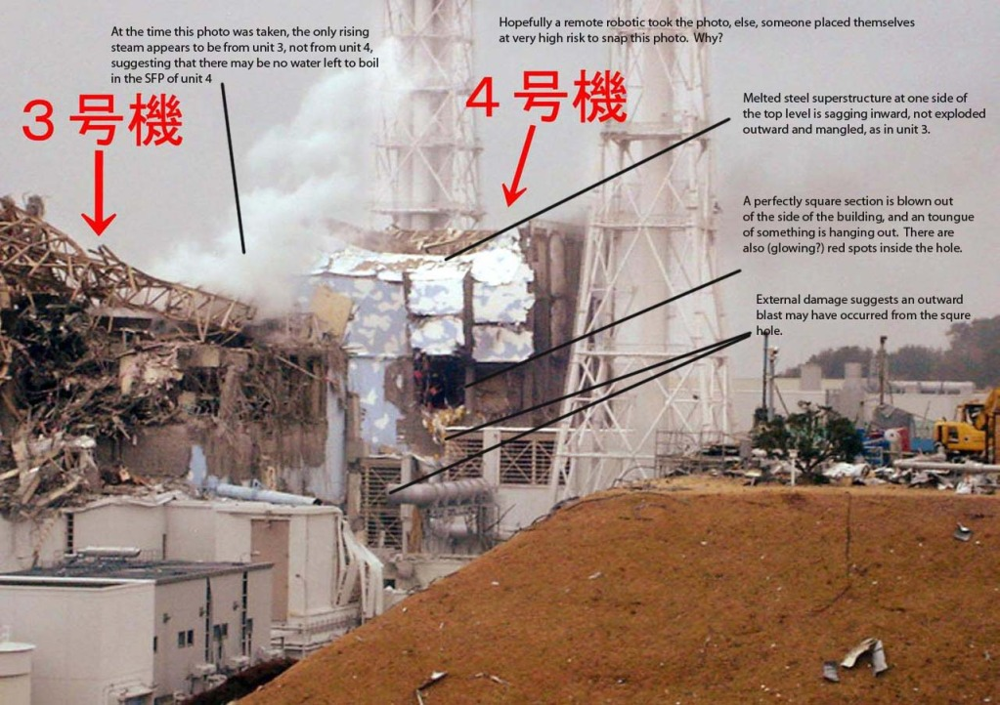 At the time this photo was taken, the only rising
steam appears to be from unit 3, not from unit 4,
suggesting that there may be no water left to boil
in the SFP of unit 4
Hopefully a remote robotic took the photo, else, someone placed themselves
at very high risk to snap this photo.  Why?
3号機
4号機
Melted steel superstructure at one side of
the top level is sagging inward, not exploded
outward and mangled, as in unit 3.
A perfectly square section is blown out
of the side of the building, and an toungue
of something is hanging out.  There are
also (glowing?) red spots inside the hole.
External damage suggests an outward
blast may have occurred from the squre
hole.